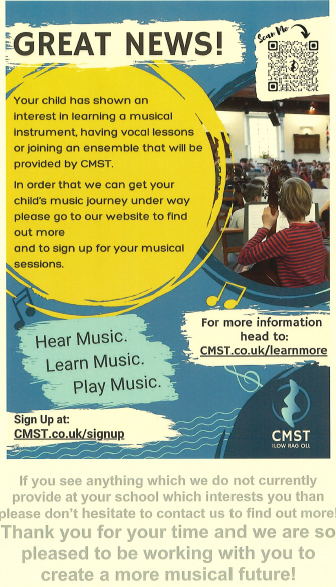 Scan Me
GREAT NEWS!
Your child has shown an
interest in learning a musical
instrument, having vocal lessons
or joining an ensemble that will be
provided by CMST.
In order that we can get your
child's music journey under way
please go to our website to find
out more
and to sign up for your musical
sessions.
For more information
head to:
CMST.co.uk/learnmore
Hear Music.
Learn Music.
Play Music.
Sign Up at:
CMST.co.uk/signup
CMST
If you see anything which we do not currently
provide at your school which interests you than
please don't hesitate to contact us to find out more!
Thank you for your time and we are so
pleased to be working with you to
create a more musical future!